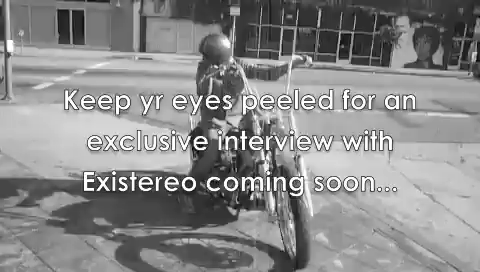 Keep yr eyes peeled for an
exclusive interview with
Existereo coming soon...